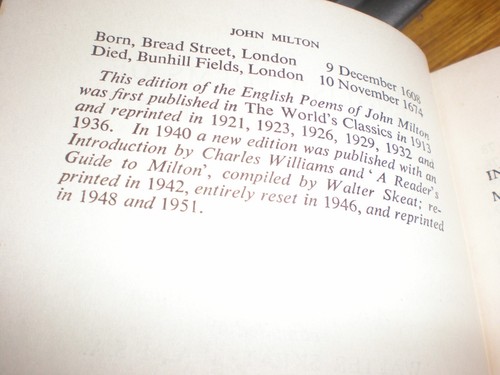 JOHN MILTON
Born, Bread Street, London 9 December 1608
Died, Bunhill Fields, London 10 November 1674
This edition of the English Poems of John Milton
was first published in The World's Classics in 1913
and reprinted in 1921, 1923, 1926, 1929, 1932 and
1936. In 1940 a new edition was published with an
Introduction by Charles Williams and 'A Reader's
Guide to Milton', compiled by Walter Skeat; re-
printed in 1942, entirely reset in 1946, and reprinted
in 1948 and 1951.